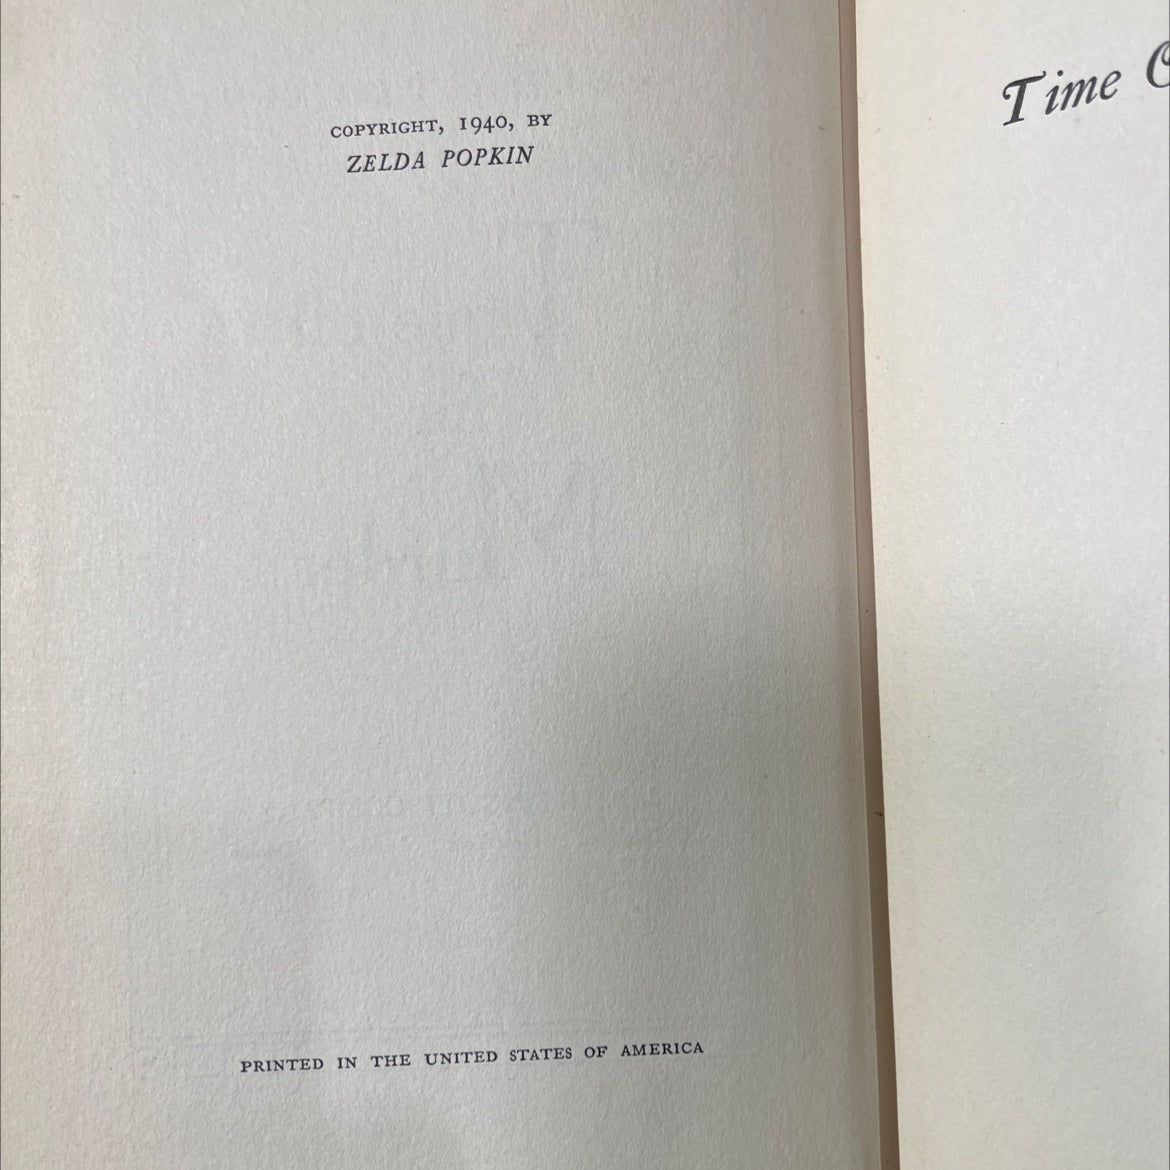 COPYRIGHT, 1940, BY
ZELDA POPKIN
PRINTED IN THE UNITED STATES OF AMERICA
Time